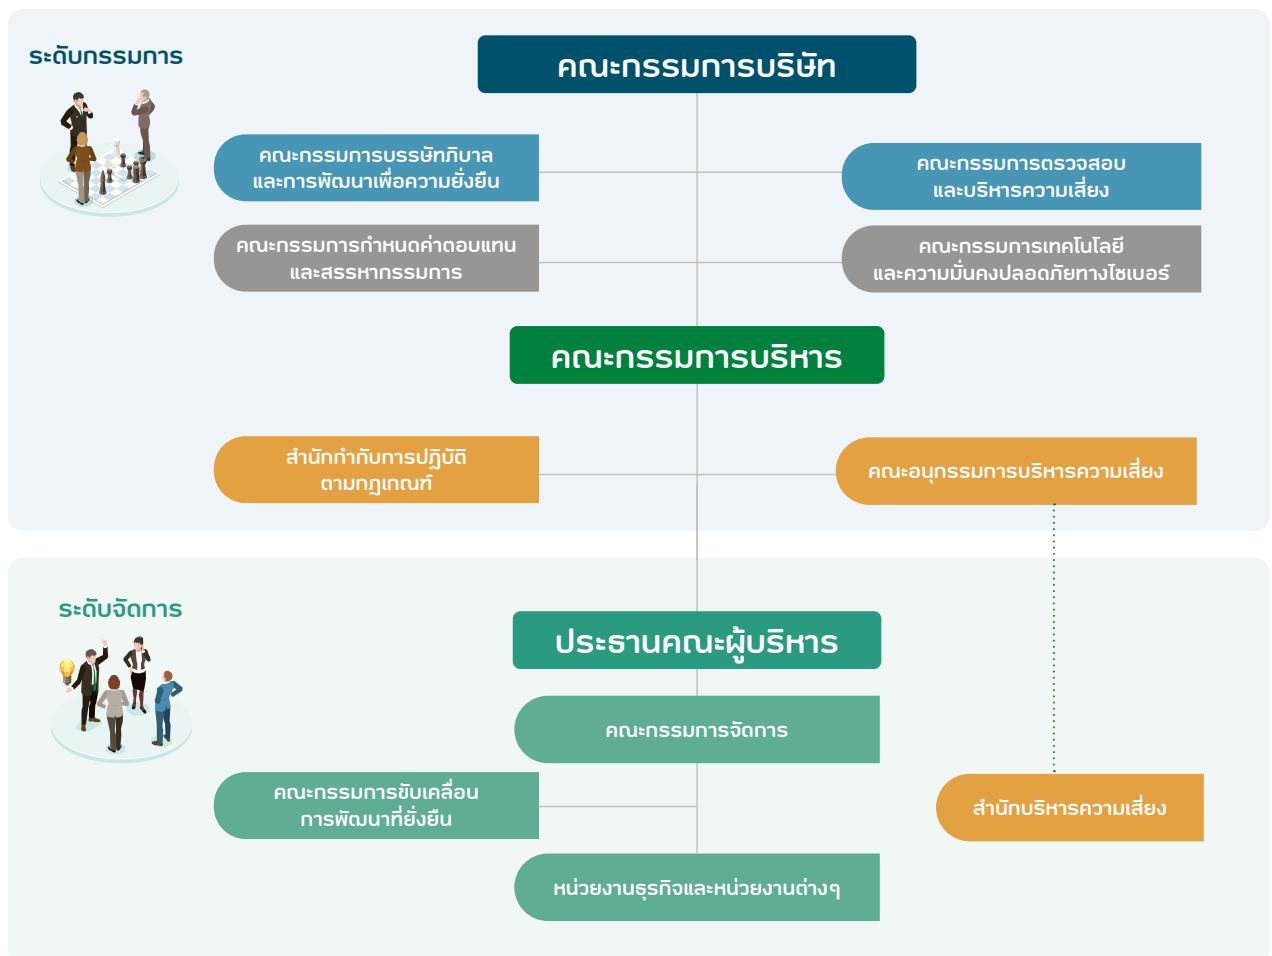 ระดับกรรมการ
คณะกรรมการบริษัท
คณะกรรมการบรรษัทภิบาล
และการพัฒนาเพื่อความยั่งยืน
คณะกรรมการตรวจสอบ
และบริหารความเสี่ยง
คณะกรรมการกำหนดค่าตอบแทน
และสรรหากรรมการ
คณะกรรมการเทคโนโลยี
และความมั่นคงปลอดภัยทางไซเบอร์
คณะกรรมการบริหาร
สำนักกำกับการปฏิบัติ
ตามกฎเกณฑ์
คณะอนุกรรมการบริหารความเสี่ยง
ระดับจัดการ
ประธานคณะผู้บริหาร
คณะกรรมการจัดการ
คณะกรรมการขับเคลื่อน
การพัฒนาที่ยั่งยืน
สำนักบริหารความเสี่ยง
หน่วยงานธุรกิจและหน่วยงานต่างๆ